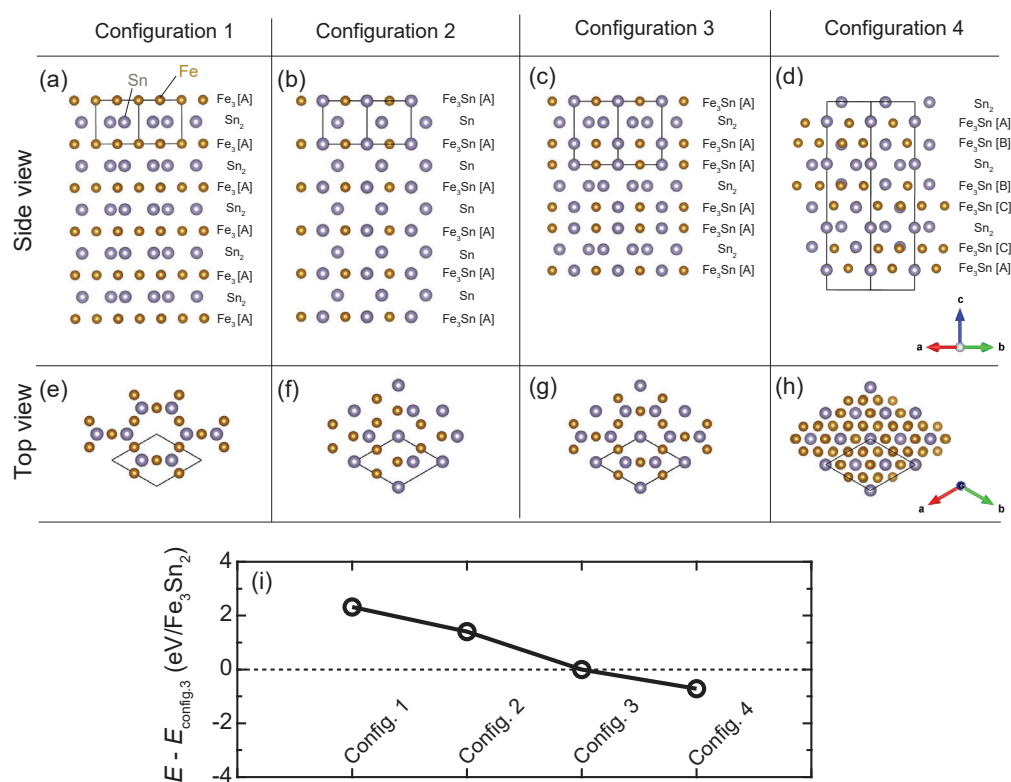 Configuration 1
Configuration 2
Configuration 3
Configuration 4
Side view
(a)
Sn
Fe
Fe₃ [A]
Sn₂
Fe₃ [A]
Sn₂
Fe₃ [A]
Sn₂
Fe₃ [A]
Sn₂
Fe₃ [A]
Sn₂
Fe₃ [A]
(b)
Fe₃Sn [A]
Sn
Fe₃Sn [A]
Sn
Fe₃Sn [A]
Sn
Fe₃Sn [A]
Sn
Fe₃Sn [A]
Sn
Fe₃Sn [A]
(c)
Fe₃Sn [A]
Sn₂
Fe₃Sn [A]
Fe₃Sn [A]
Sn₂
Fe₃Sn [A]
Fe₃Sn [A]
Sn₂
Fe₃Sn [A]
(d)
Sn₂
Fe₃Sn [A]
Fe₃Sn [B]
Sn₂
Fe₃Sn [B]
Fe₃Sn [C]
Sn₂
Fe₃Sn [C]
Fe₃Sn [A]
c
a
b
Top view
(e)
(f)
(g)
(h)
c
a
b
(i)
E - E_config.3 (eV/Fe₃Sn₂)
4
2
0
-2
-4
Config. 1
Config. 2
Config. 3
Config. 4